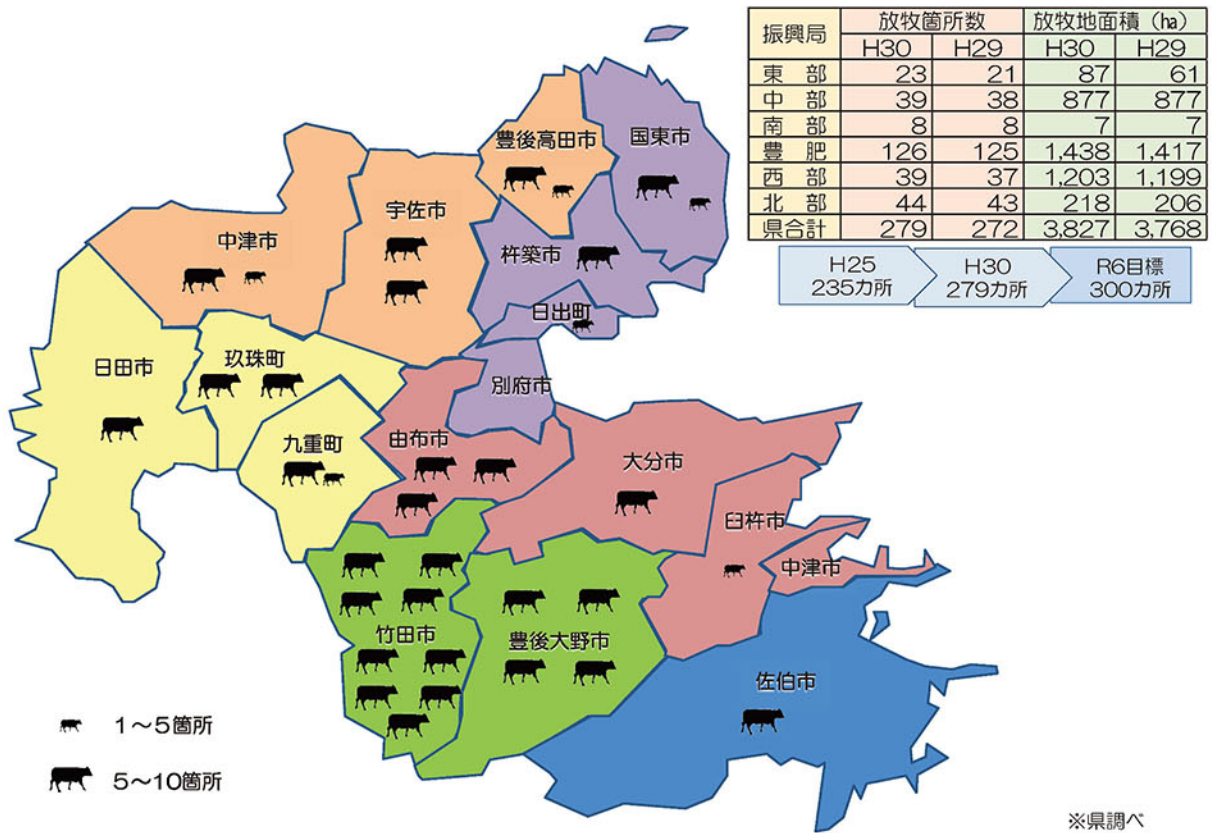 振興局 放牧箇所数 放牧地面積（ha）
H30 H29 H30 H29
東部 23 21 87 61
中部 39 38 877 877
南部 8 8 7 7
豊肥 126 125 1,438 1,417
西部 39 37 1,203 1,199
北部 44 43 218 206
県合計 279 272 3,827 3,768
H25
235カ所
H30
279カ所
R6目標
300カ所
豊後高田市
国東市
宇佐市
中津市
杵築市
日出町
玖珠町
日田市
別府市
九重町
由布市
大分市
臼杵市
中津市
竹田市
豊後大野市
佐伯市
1～5箇所
5～10箇所
※県調べ